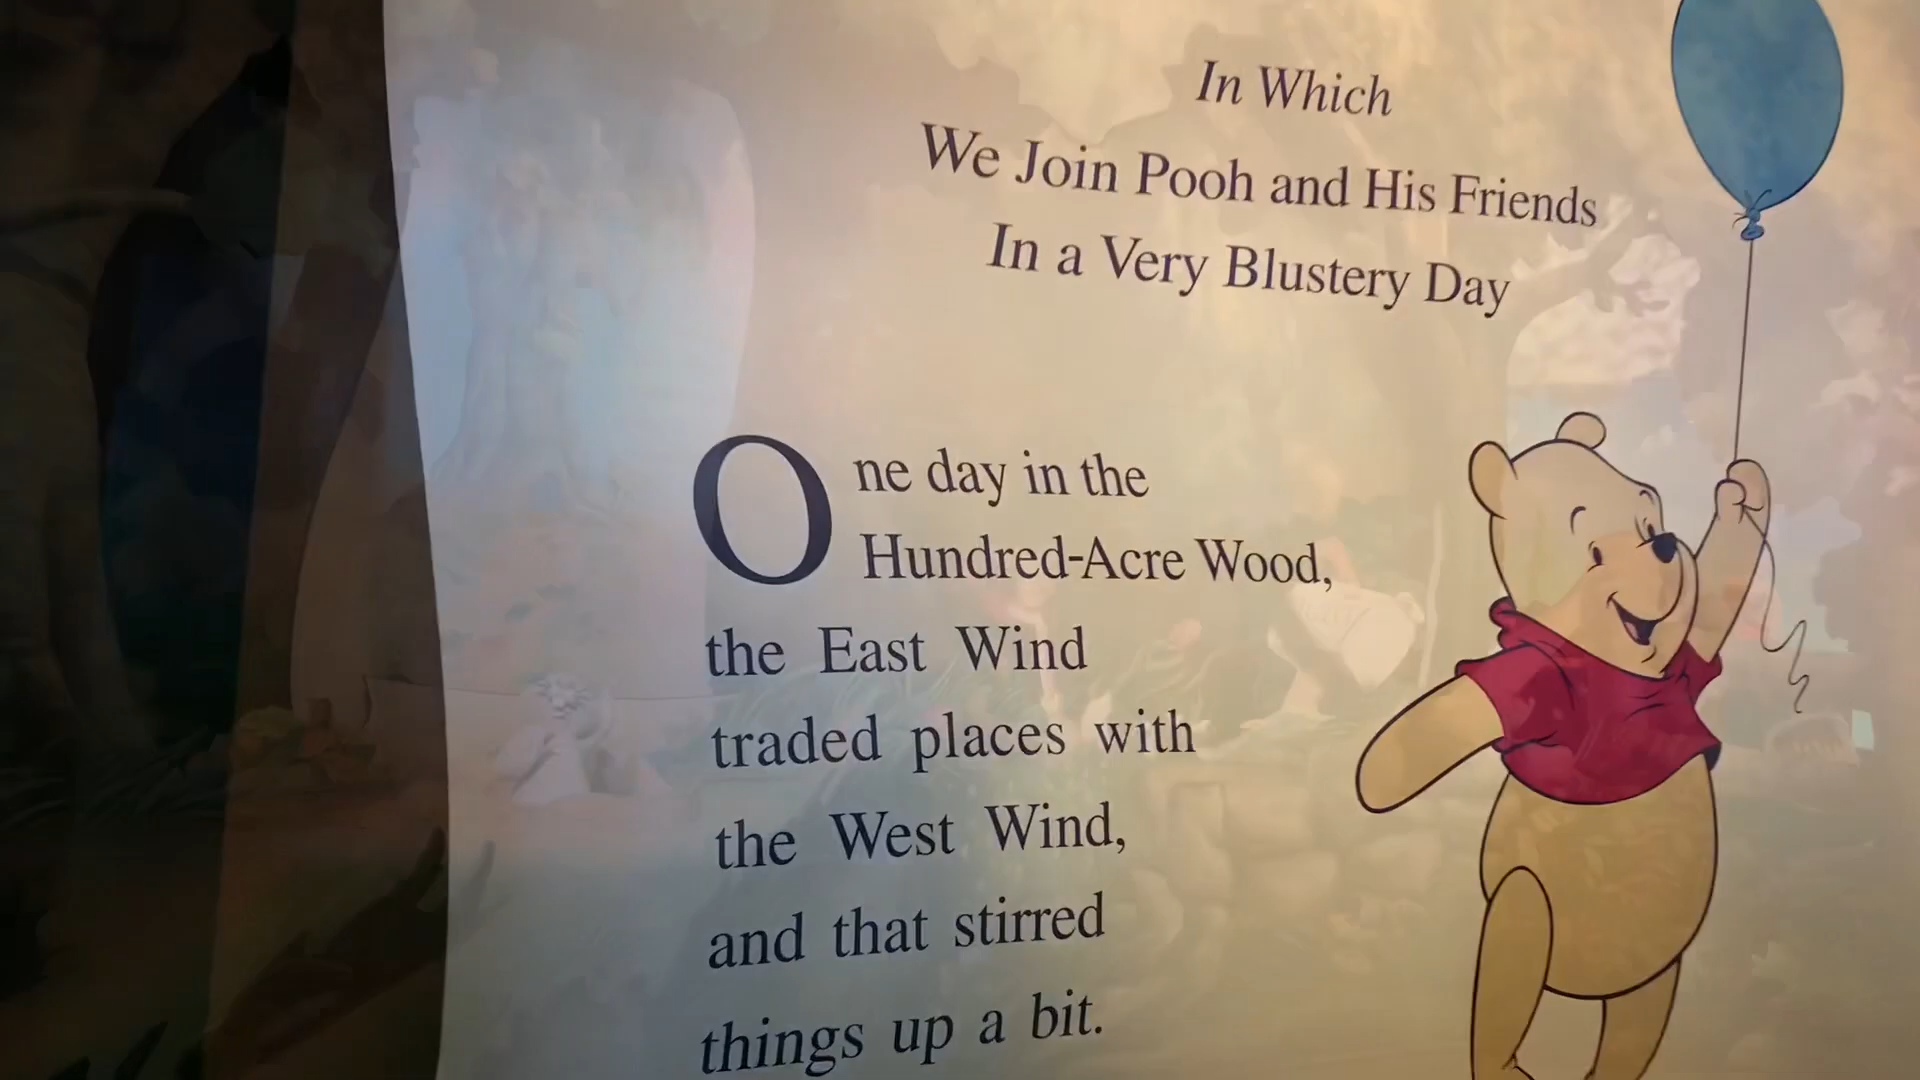 In Which
We Join Pooh and His Friends
In a Very Blustery Day
One day in the
Hundred-Acre Wood,
the East Wind
traded places with
the West Wind,
and that stirred
things up a bit.